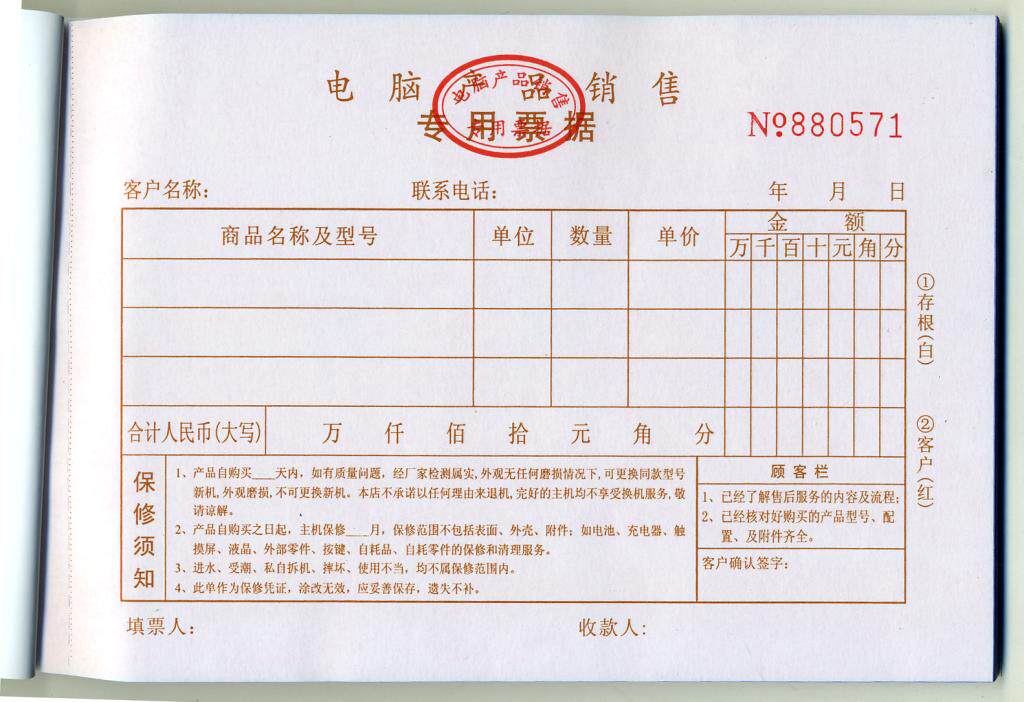 电脑产品销售
专用票据
电脑产品销售
专用票据
№880571
客户名称：
联系电话：
年 月 日
商品名称及型号 单位 数量 单价 金额
万 千 百 十 元 角 分
合计人民币(大写) 万 仟 佰 拾 元 角 分
保修须知
1、产品自购买____天内，如有质量问题，经厂家检测属实,外观无任何磨损情况下,可更换同款型号
新机,外观磨损,不可更换新机。本店不承诺以任何理由来退机,完好的主机均不享受换机服务,敬
请谅解。
2、产品自购买之日起，主机保修____月，保修范围不包括表面、外壳、附件：如电池、充电器、触
摸屏、液晶、外部零件、按键、自耗品、自耗零件的保修和清理服务。
3、进水、受潮、私自拆机、摔坏、使用不当，均不属保修范围内。
4、此单作为保修凭证，涂改无效，应妥善保存，遗失不补。
顾客栏
1、已经了解售后服务的内容及流程;
2、已经核对好购买的产品型号、配
置、及附件齐全。
客户确认签字：
①存根(白)
②客户(红)
填票人：
收款人：